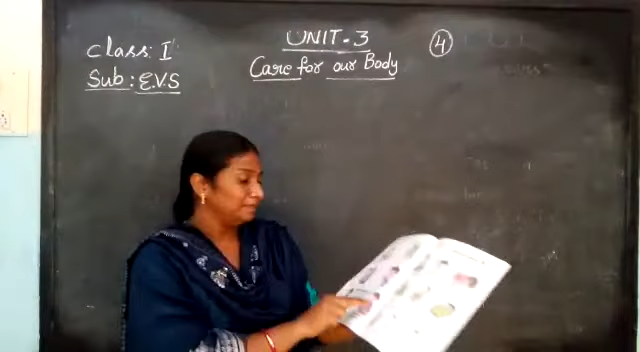 Class: I
Sub: E.V.S
UNIT-3
Care for our Body
4